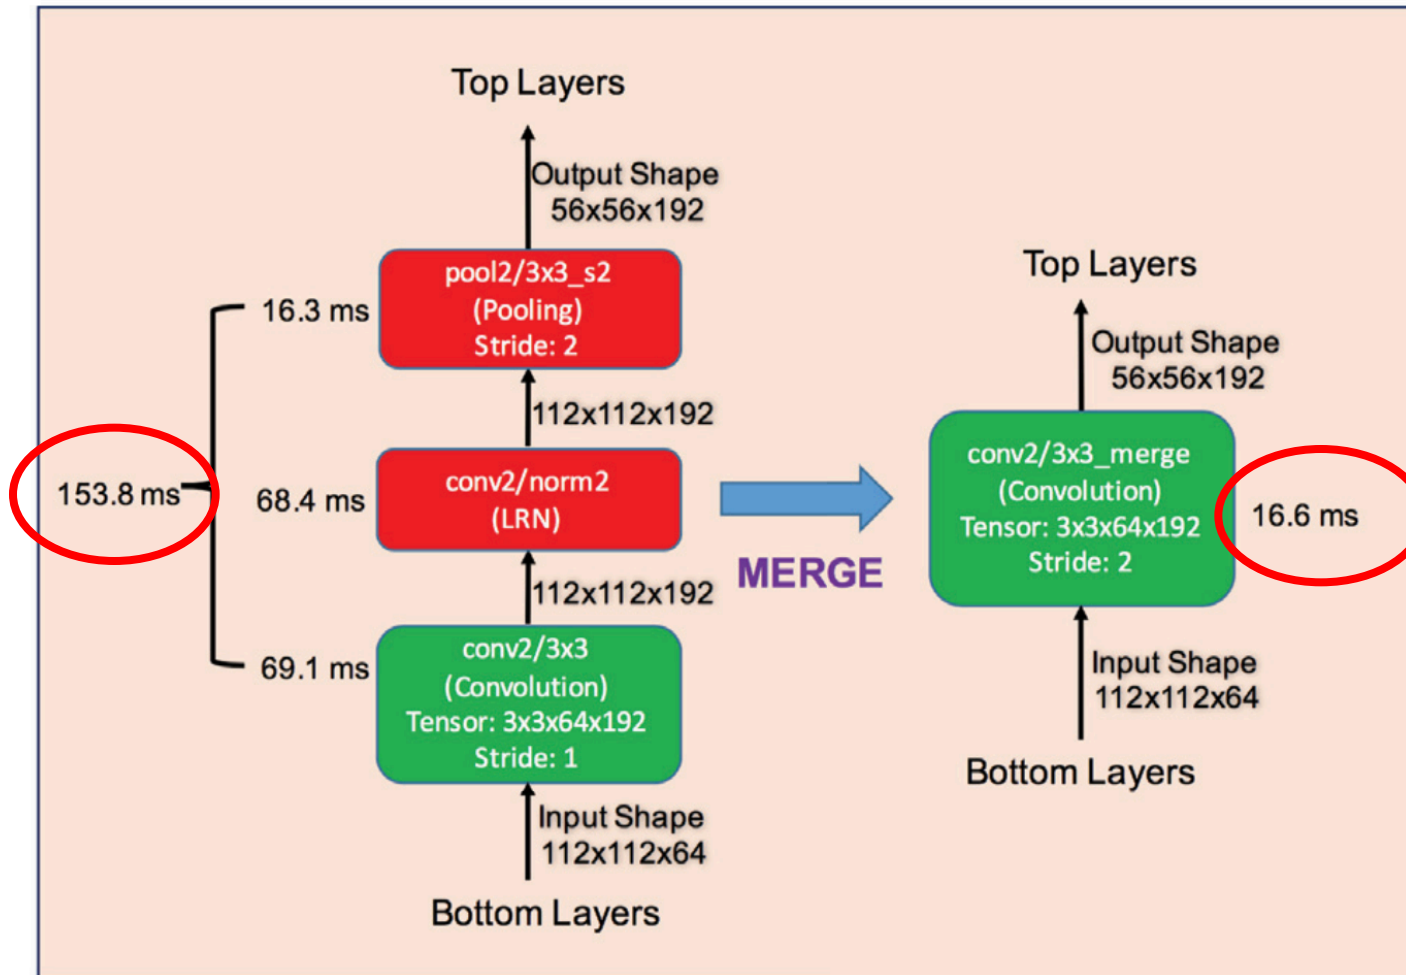 Top Layers
Output Shape
56x56x192
pool2/3x3_s2
(Pooling)
Stride: 2
16.3 ms
112x112x192
153.8 ms
68.4 ms
conv2/norm2
(LRN)
112x112x192
69.1 ms
conv2/3x3
(Convolution)
Tensor: 3x3x64x192
Stride: 1
Input Shape
112x112x64
Bottom Layers
MERGE
Top Layers
Output Shape
56x56x192
conv2/3x3_merge
(Convolution)
Tensor: 3x3x64x192
Stride: 2
16.6 ms
Input Shape
112x112x64
Bottom Layers